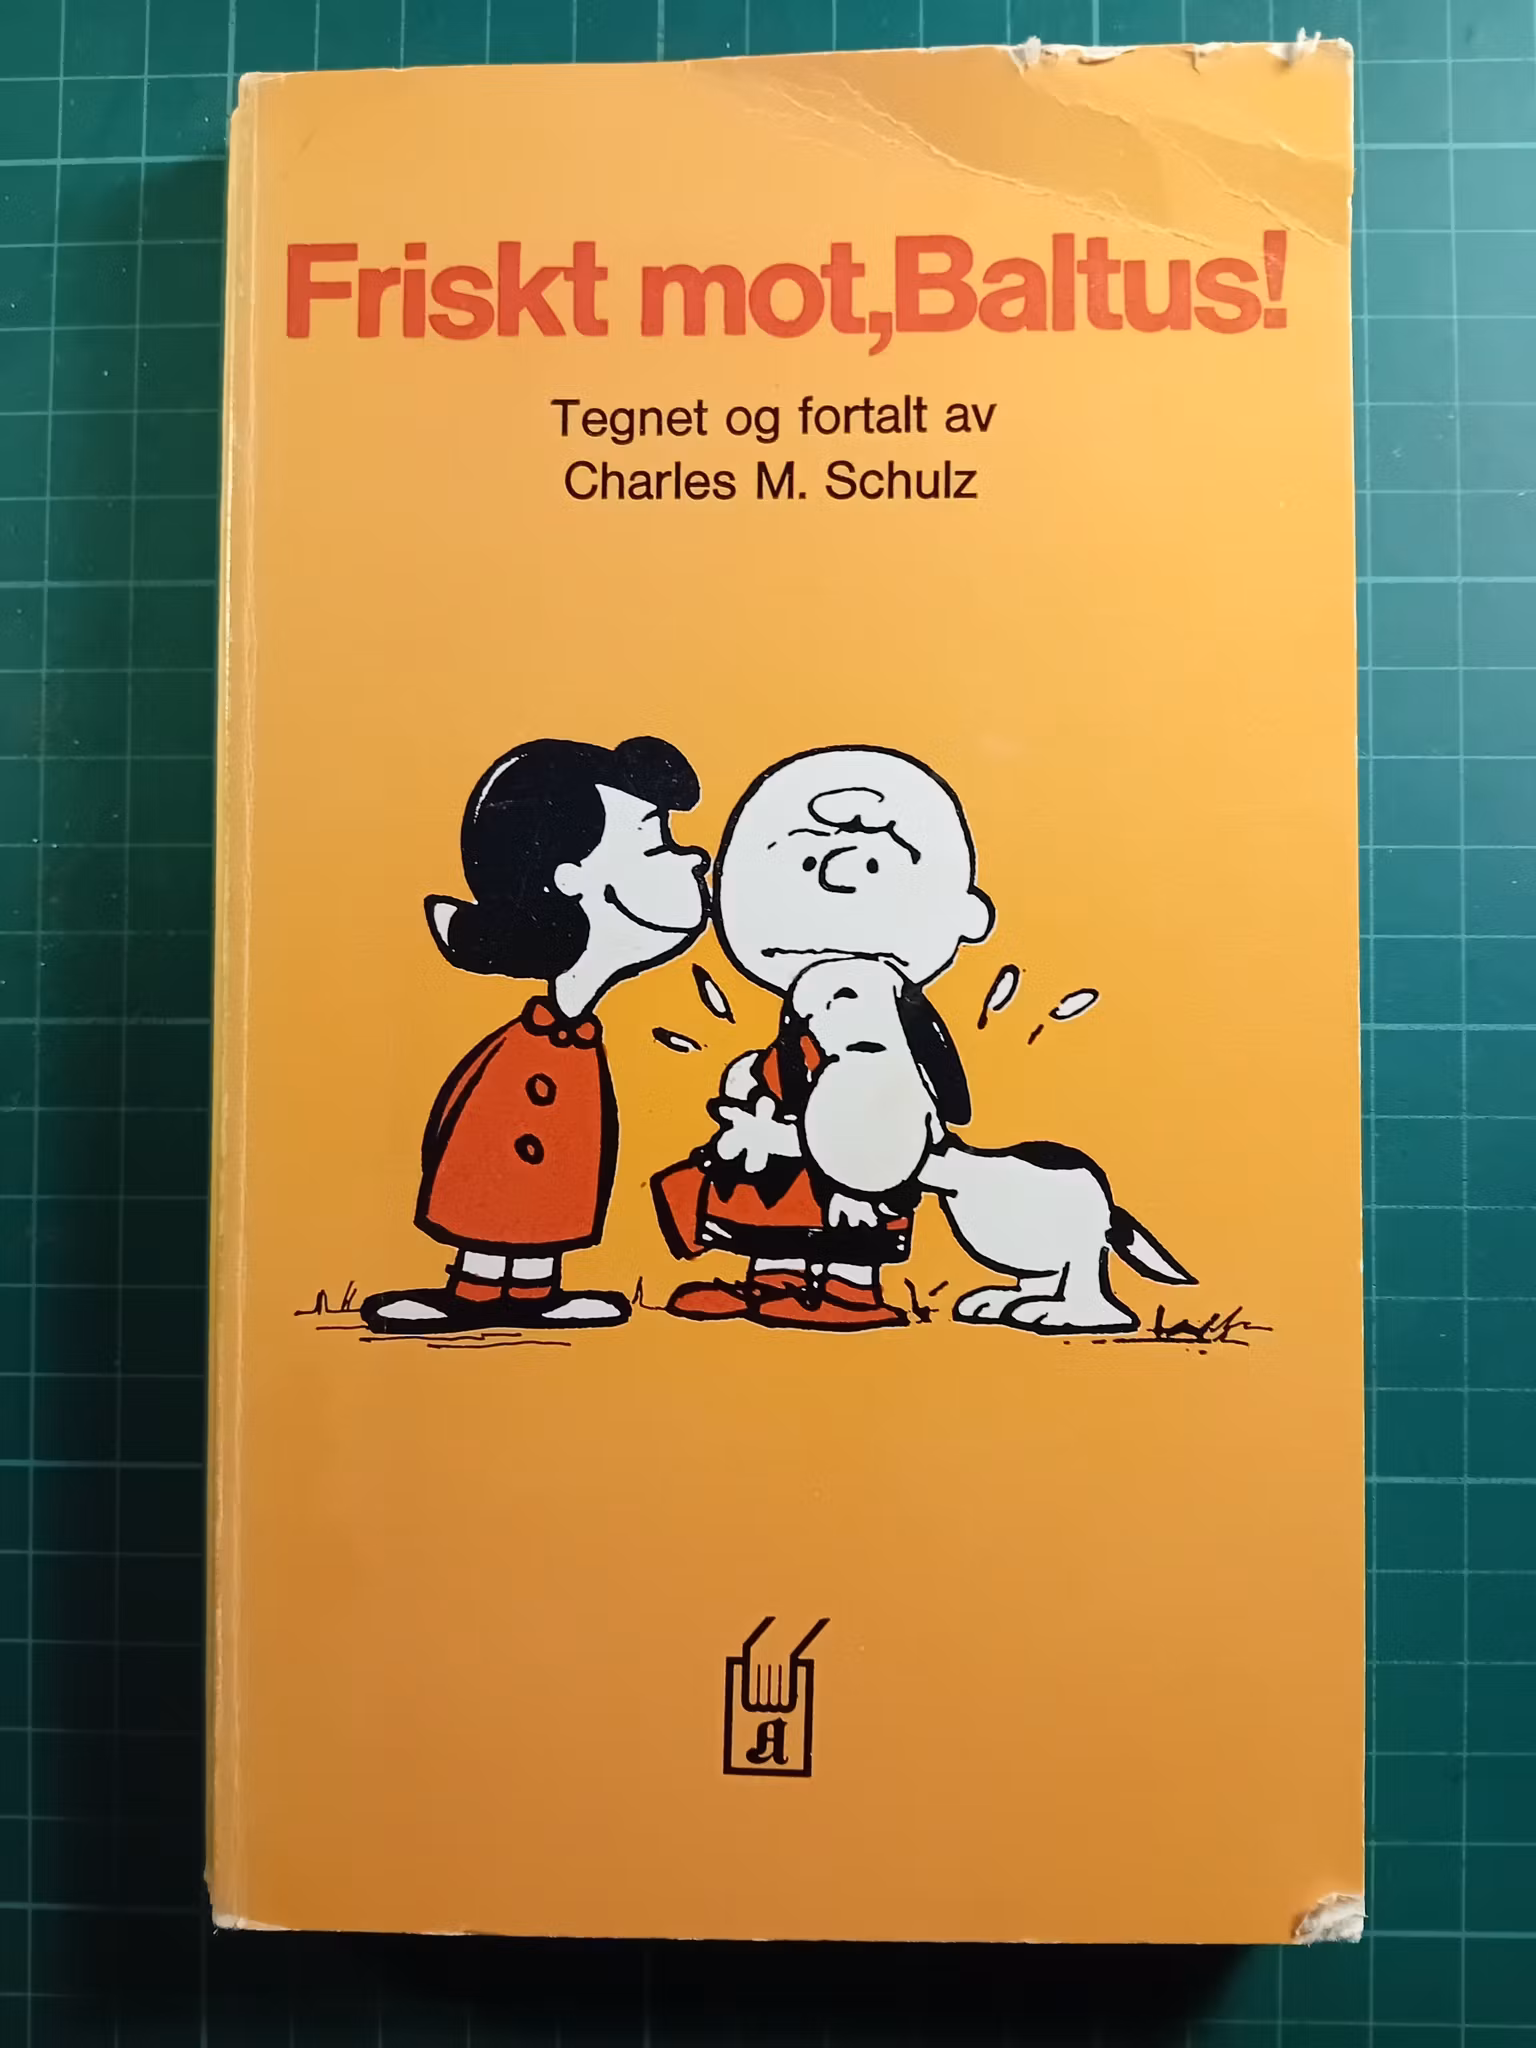 Friskt mot, Baltus!
Tegnet og fortalt av
Charles M. Schulz
A